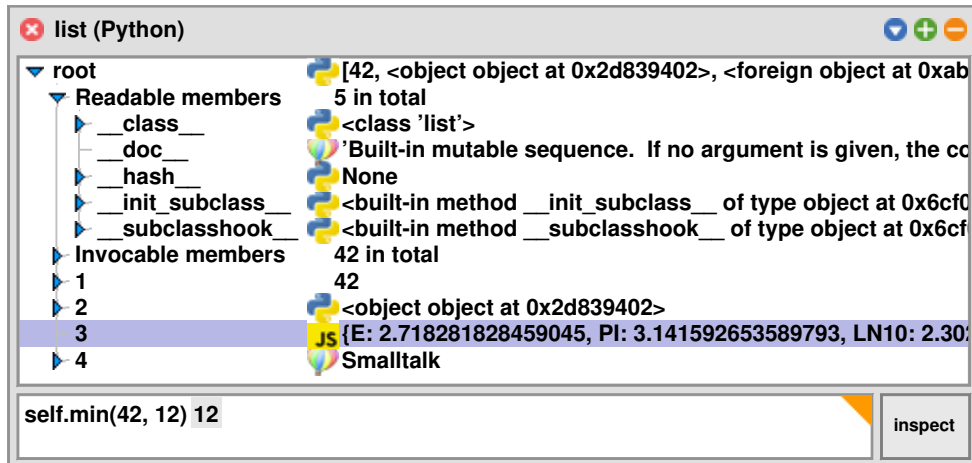 list (Python)
root [42, <object object at 0x2d839402>, <foreign object at 0xab
Readable members 5 in total
__class__ <class 'list'>
__doc__ 'Built-in mutable sequence. If no argument is given, the co
__hash__ None
__init_subclass__ <built-in method __init_subclass__ of type object at 0x6cf0
__subclasshook__ <built-in method __subclasshook__ of type object at 0x6cf
Invocable members 42 in total
1 42
2 <object object at 0x2d839402>
3 JS {E: 2.718281828459045, PI: 3.141592653589793, LN10: 2.302
4 Smalltalk
self.min(42, 12) 12
inspect